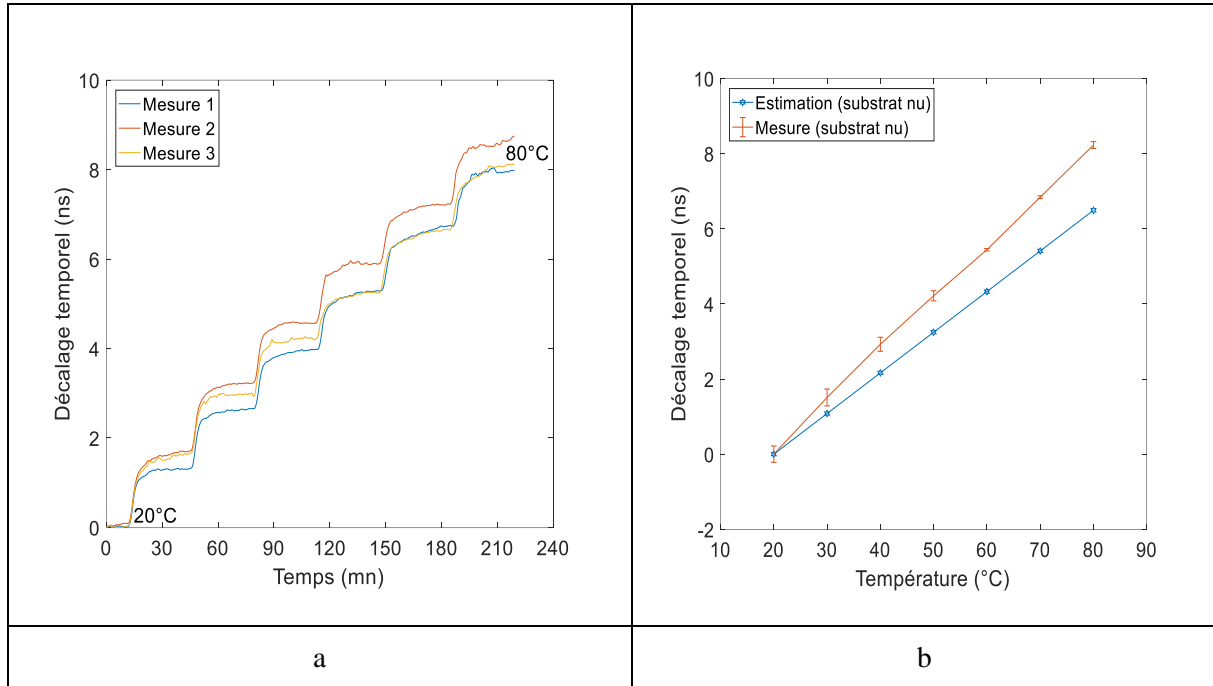 10
8
6
4
2
0
Décalage temporel (ns)
Mesure 1
Mesure 2
Mesure 3
80°C
20°C
0 30 60 90 120 150 180 210 240
Temps (mn)
10
8
6
4
2
0
-2
Décalage temporel (ns)
Estimation (substrat nu)
Mesure (substrat nu)
10 20 30 40 50 60 70 80 90
Température (°C)
a
b